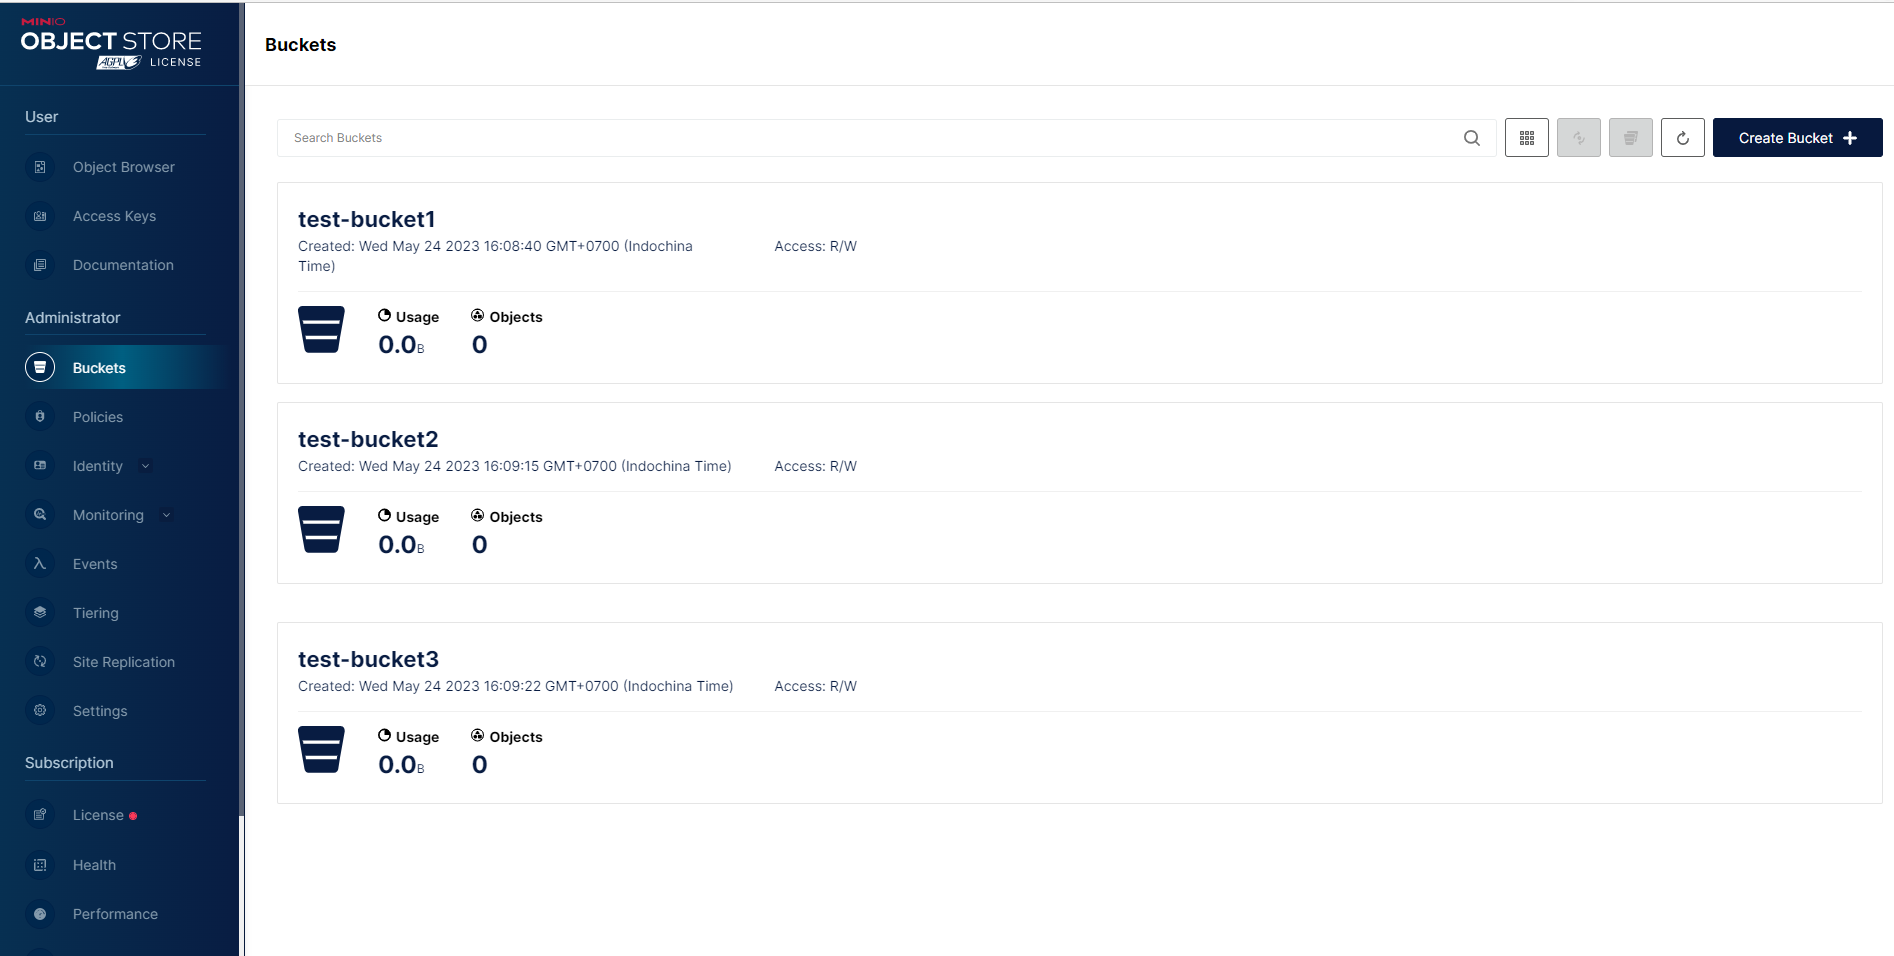 MINIO
OBJECT STORE
AGPL LICENSE
User
Object Browser
Access Keys
Documentation
Administrator
Buckets
Policies
Identity
Monitoring
Events
Tiering
Site Replication
Settings
Subscription
License
Health
Performance
Buckets
Search Buckets
Create Bucket
test-bucket1
Created: Wed May 24 2023 16:08:40 GMT+0700 (Indochina
Time)
Access: R/W
Usage
Objects
0.0B
0
test-bucket2
Created: Wed May 24 2023 16:09:15 GMT+0700 (Indochina Time)
Access: R/W
Usage
Objects
0.0B
0
test-bucket3
Created: Wed May 24 2023 16:09:22 GMT+0700 (Indochina Time)
Access: R/W
Usage
Objects
0.0B
0